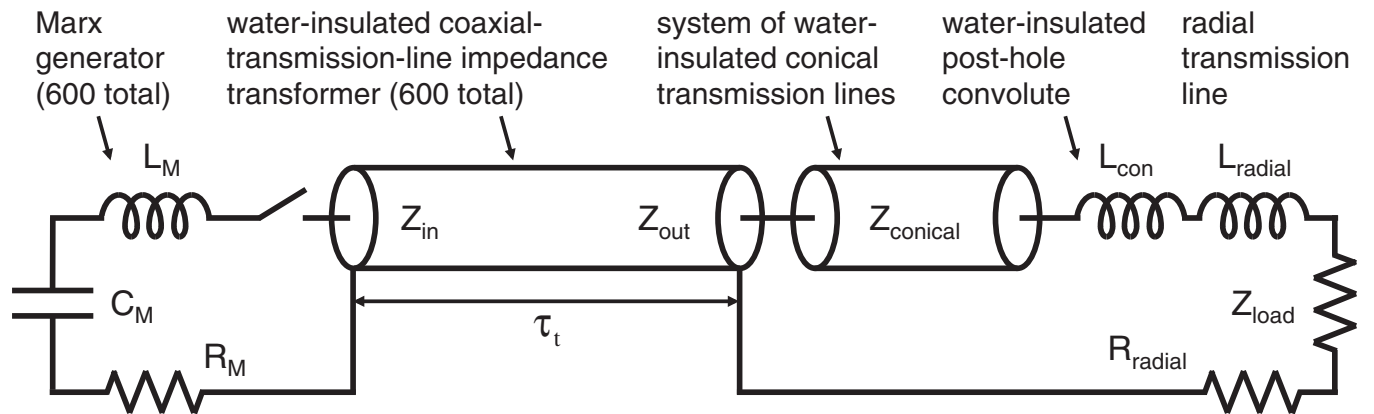 Marx
generator
(600 total)
water-insulated coaxial-
transmission-line impedance
transformer (600 total)
system of water-
insulated conical
transmission lines
water-insulated
post-hole
convolute
radial
transmission
line
L_M
L_con
L_radial
Z_in
Z_out
Z_conical
C_M
τ_t
Z_load
R_M
R_radial